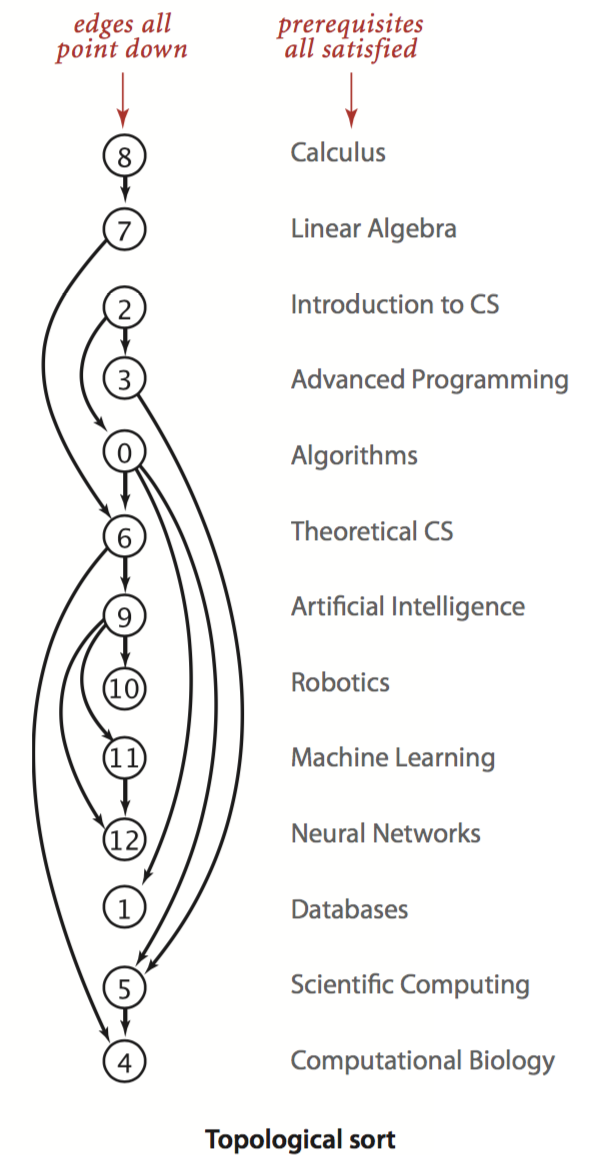 edges all
point down
prerequisites
all satisfied
8 Calculus
7 Linear Algebra
2 Introduction to CS
3 Advanced Programming
0 Algorithms
6 Theoretical CS
9 Artificial Intelligence
10 Robotics
11 Machine Learning
12 Neural Networks
1 Databases
5 Scientific Computing
4 Computational Biology
Topological sort